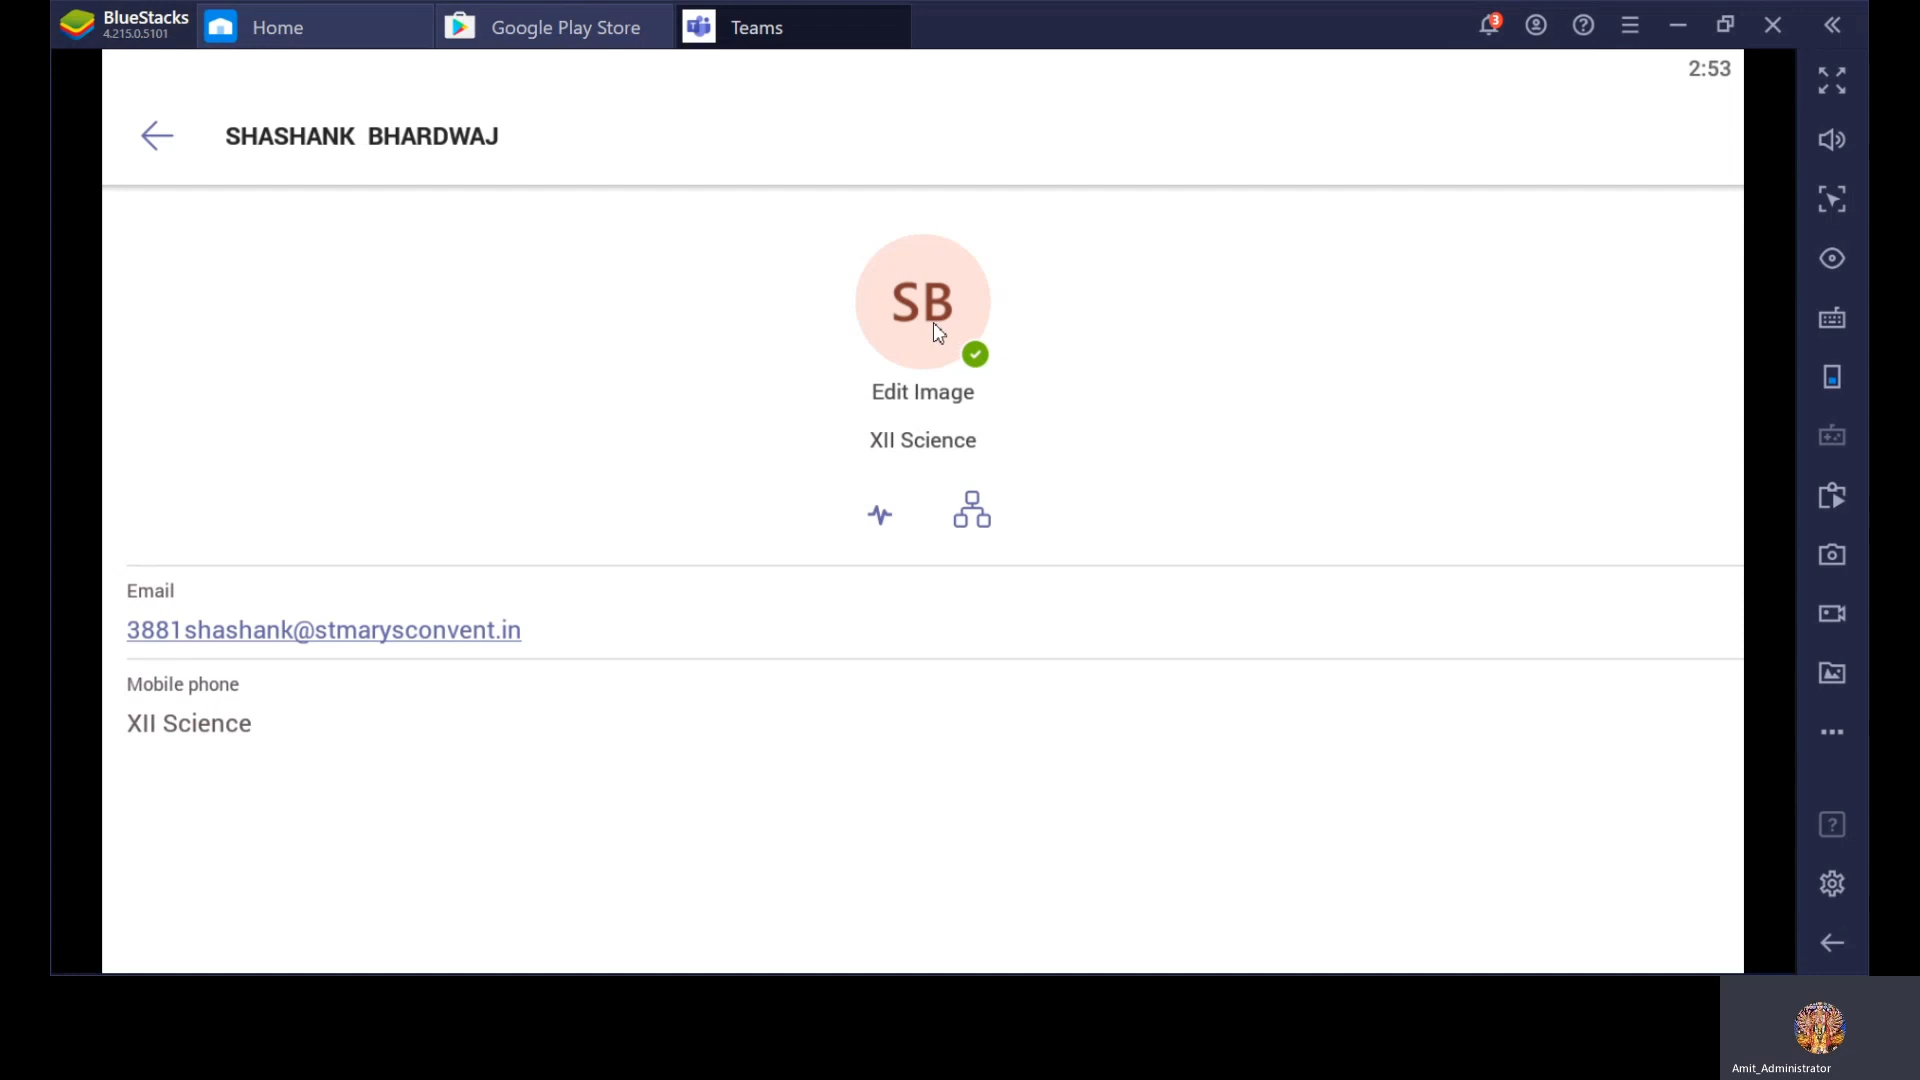 BlueStacks
4.215.0.5101
Home
Google Play Store
Teams
3
2:53
SHASHANK BHARDWAJ
SB
Edit Image
XII Science
Email
3881shashank@stmarysconvent.in
Mobile phone
XII Science
Amit_Administrator